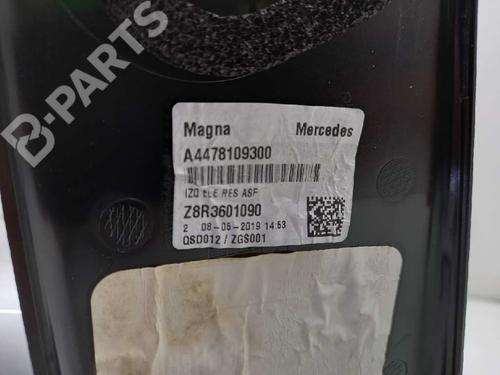 B-PARTS
Magna Mercedes
A4478109300
IZQ ELE RES ASF
Z8R3601090
2 08-05-2019 14:53
QSD012 / ZGS001